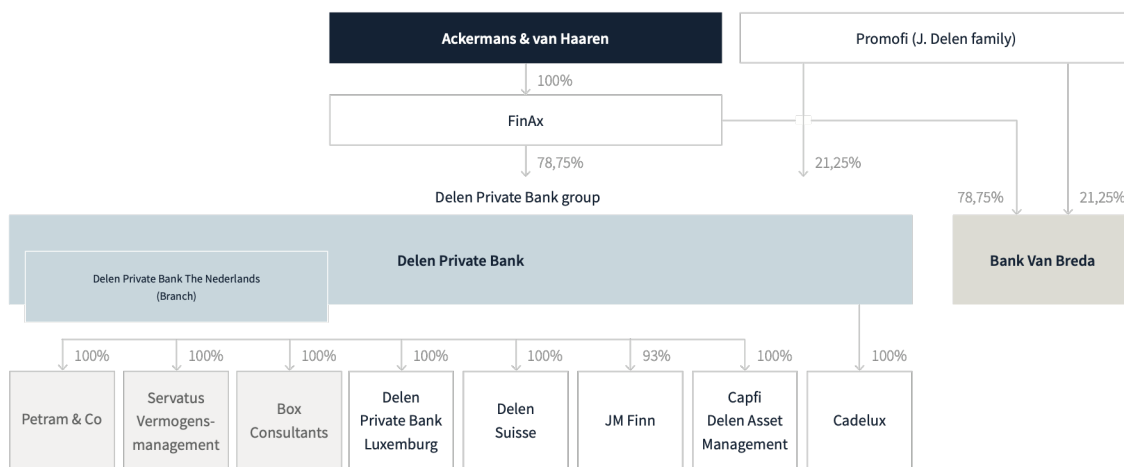 Ackermans & van Haaren
Promofi (J. Delen family)
100%
FinAx
78,75%
21,25%
Delen Private Bank group
78,75%
21,25%
Delen Private Bank
Bank Van Breda
Delen Private Bank The Nederlands
(Branch)
100%
100%
100%
100%
100%
93%
100%
100%
Petram & Co
Servatus
Vermogens-
management
Box
Consultants
Delen
Private Bank
Luxemburg
Delen
Suisse
JM Finn
Capfi
Delen Asset
Management
Cadelux